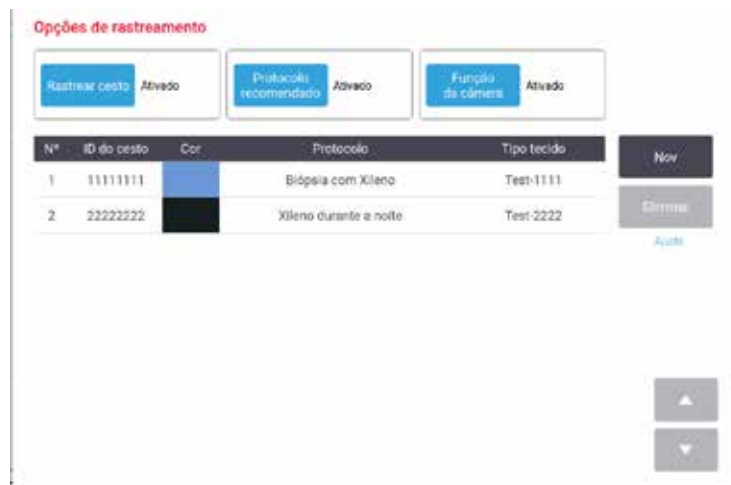 Opções de rastreamento
Rastrear cesto Ativado
Protocolo recomendado Ativado
Função da câmera Ativado
Nº ID do cesto Cor Protocolo Tipo tecido
Nov
1 11111111 Biópsia com Xileno Test-1111
2 22222222 Xileno durante a noite Test-2222
Eliminar